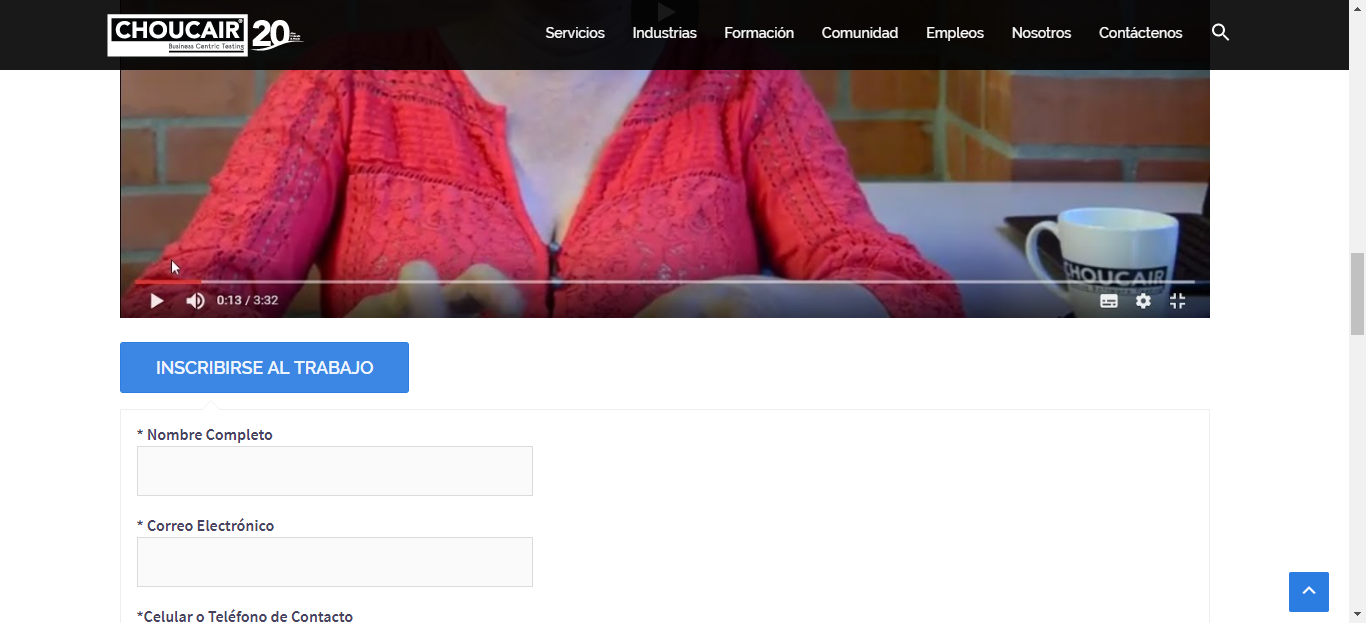 CHOUCAIR
Business Centric Testing
20
Servicios Industrias Formación Comunidad Empleos Nosotros Contáctenos
CHOUCAIR
0:13 / 3:32
INSCRIBIRSE AL TRABAJO
* Nombre Completo
* Correo Electrónico
*Celular o Teléfono de Contacto